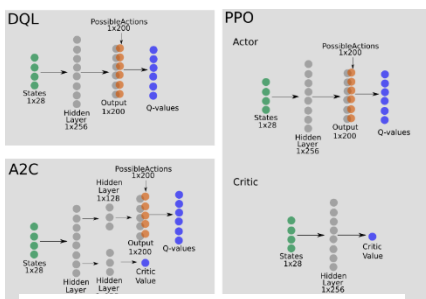 DQL
PossibleActions
1x200
States
1x28
Hidden
Layer
1x256
Output
1x200
Q-values
A2C
PossibleActions
1x200
Hidden
Layer
1x128
States
1x28
Output
1x200
Q-values
Hidden
Layer
Hidden
Layer
Critic
Value
PPO
Actor
PossibleActions
1x200
States
1x28
Hidden
Layer
1x256
Output
1x200
Q-values
Critic
States
1x28
Hidden
Layer
1x256
Critic
Value